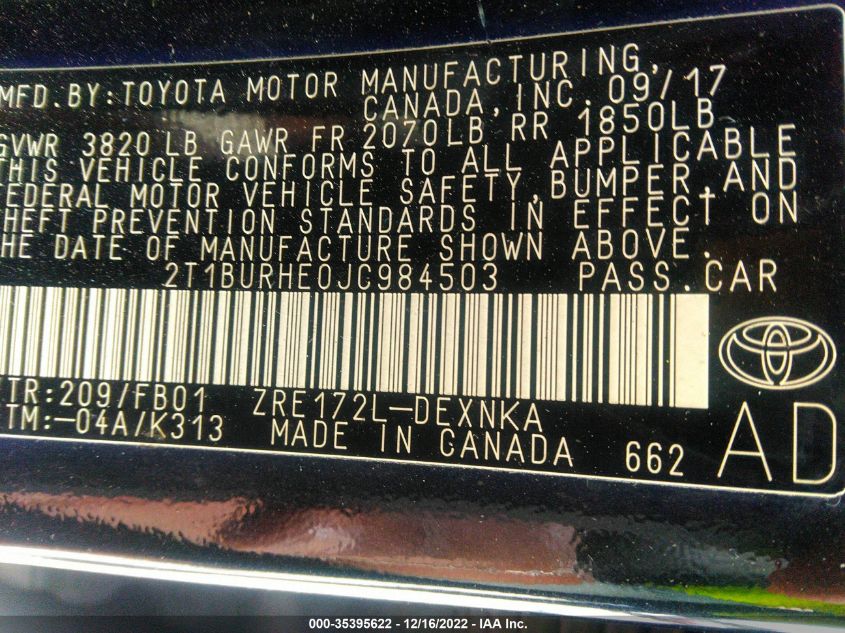 MFD.BY:TOYOTA MOTOR MANUFACTURING,
CANADA,INC. 09/17
GVWR 3820 LB GAWR FR 2070LB RR 1850LB
THIS VEHICLE CONFORMS TO ALL APPLICABLE
FEDERAL MOTOR VEHICLE SAFETY,BUMPER,AND
THEFT PREVENTION STANDARDS IN EFFECT ON
THE DATE OF MANUFACTURE SHOWN ABOVE.
2T1BURHE0JC984503 PASS.CAR
TR:209/FB01 ZRE172L-DEXNKA
TM:-04A/K313 MADE IN CANADA 662 AD
000-35395622 - 12/16/2022 - IAA Inc.